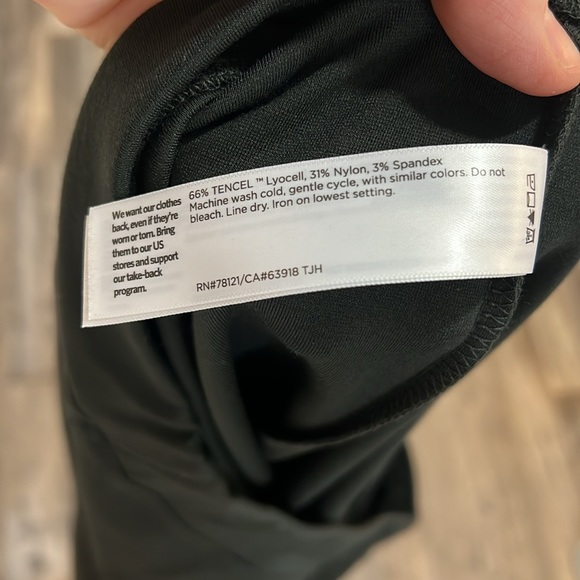 We want our clothes
back, even if they're
worn or torn. Bring
them to our US
stores and support
our take-back
program.
66% TENCEL ™ Lyocell, 31% Nylon, 3% Spandex
Machine wash cold, gentle cycle, with similar colors. Do not
bleach. Line dry. Iron on lowest setting.
RN#78121/CA#63918 TJH